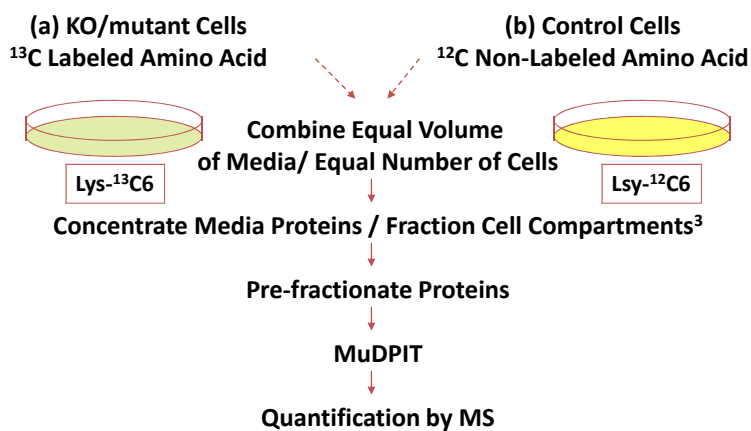 (a) KO/mutant Cells
¹³C Labeled Amino Acid
(b) Control Cells
¹²C Non-Labeled Amino Acid
Combine Equal Volume
of Media/ Equal Number of Cells
Lys-¹³C6
Lsy-¹²C6
Concentrate Media Proteins / Fraction Cell Compartments³
Pre-fractionate Proteins
MuDPIT
Quantification by MS